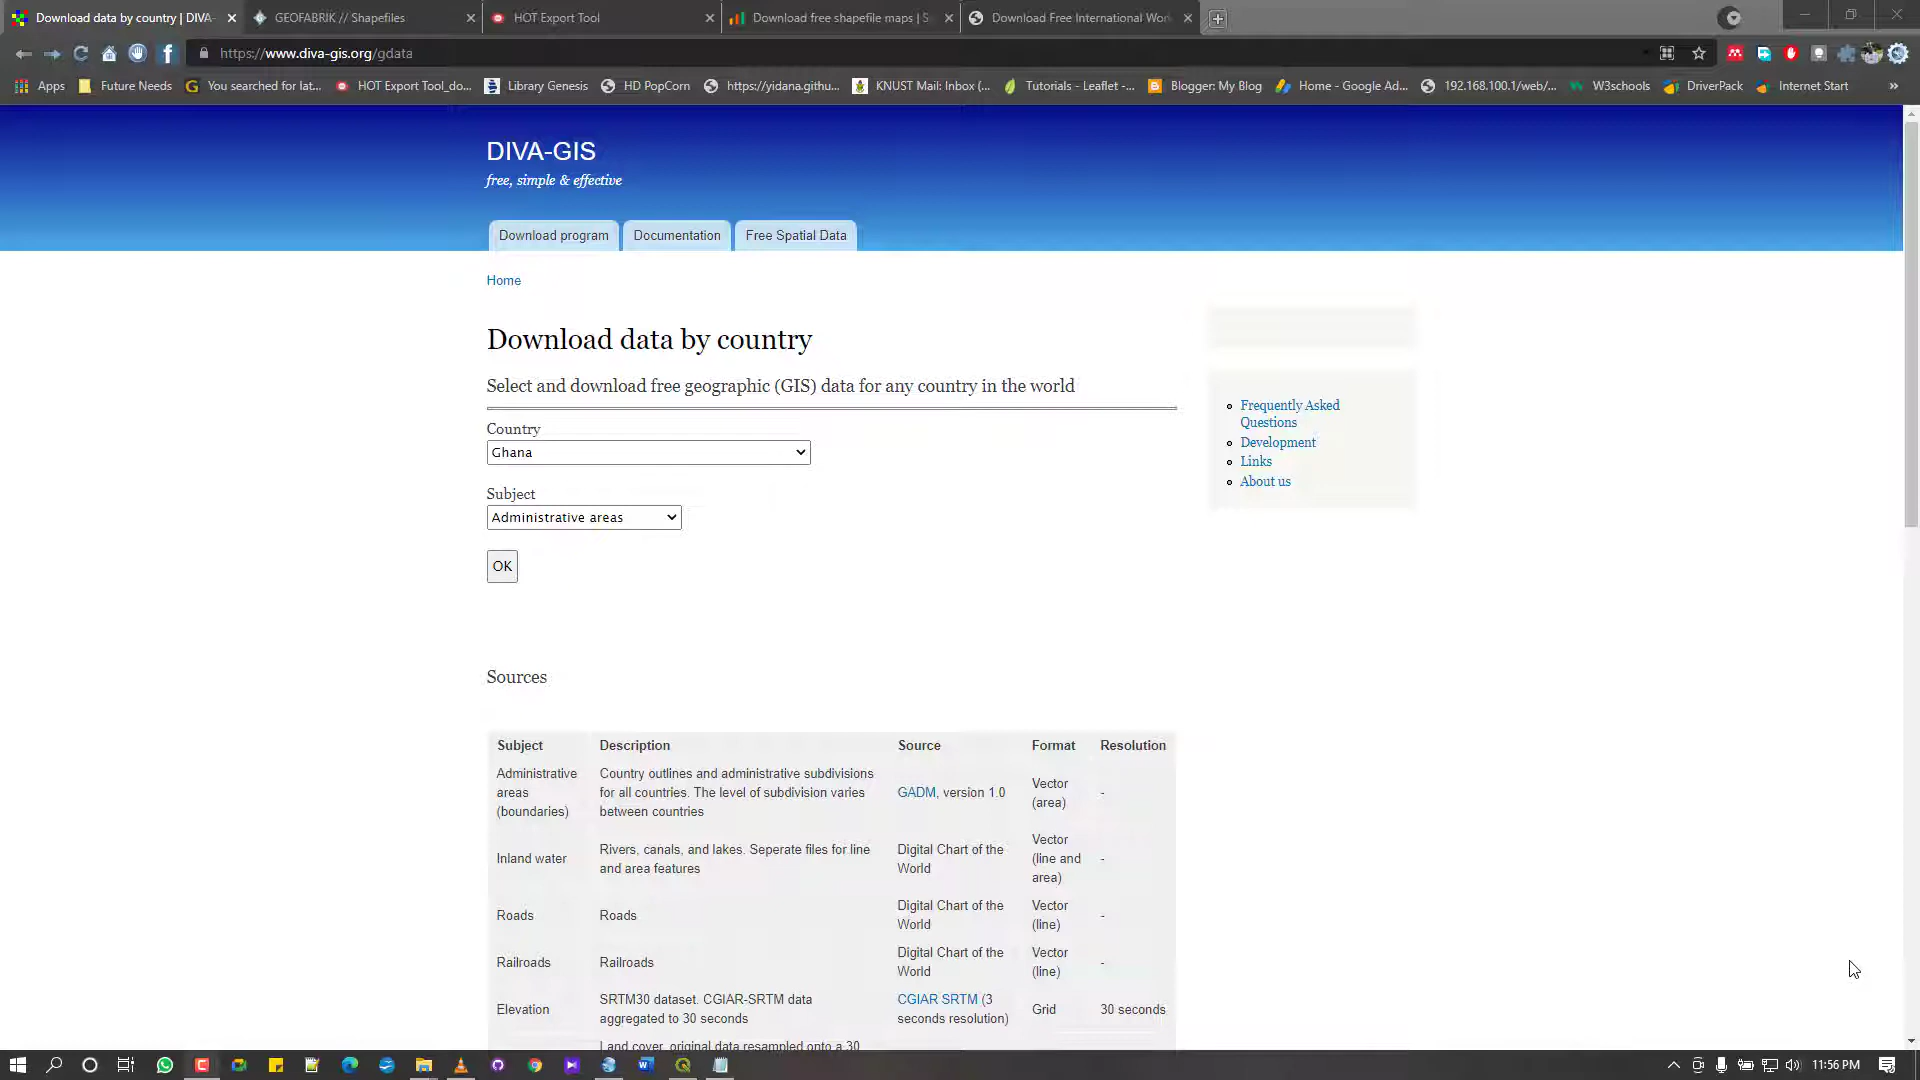 Download data by country | DIVA-
GEOFABRIK // Shapefiles
HOT Export Tool
Download free shapefile maps | S
Download Free International Wor
https://www.diva-gis.org/gdata
Apps
Future Needs
You searched for lat...
HOT Export Tool_do...
Library Genesis
HD PopCorn
https://yidana.githu...
KNUST Mail: Inbox (...
Tutorials - Leaflet -...
Blogger: My Blog
Home - Google Ad...
192.168.100.1/web/...
W3schools
DriverPack
Internet Start
»
DIVA-GIS
free, simple & effective
Download program
Documentation
Free Spatial Data
Home
Download data by country
Select and download free geographic (GIS) data for any country in the world
Country
Ghana
Subject
Administrative areas
OK
Frequently Asked
Questions
Development
Links
About us
Sources
Subject Description Source Format Resolution
Administrative
areas
(boundaries)
Country outlines and administrative subdivisions
for all countries. The level of subdivision varies
between countries
GADM, version 1.0
Vector
(area)
-
Inland water
Rivers, canals, and lakes. Seperate files for line
and area features
Digital Chart of the
World
Vector
(line and
area)
-
Roads
Roads
Digital Chart of the
World
Vector
(line)
-
Railroads
Railroads
Digital Chart of the
World
Vector
(line)
-
Elevation
SRTM30 dataset. CGIAR-SRTM data
aggregated to 30 seconds
CGIAR SRTM (3
seconds resolution)
Grid
30 seconds
Land cover, original data resampled onto a 30
11:56 PM